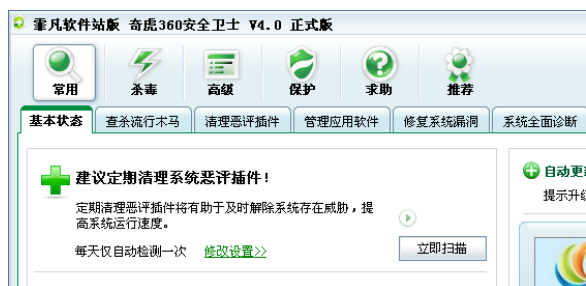 霏凡软件站版 奇虎360安全卫士 V4.0 正式版
常用 杀毒 高级 保护 求助 推荐
基本状态 查杀流行木马 清理恶评插件 管理应用软件 修复系统漏洞 系统全面诊断
建议定期清理系统恶评插件！
定期清理恶评插件将有助于及时解除系统存在威胁，提
高系统运行速度。
每天仅自动检测一次 修改设置>> 立即扫描
自动更
提示升级